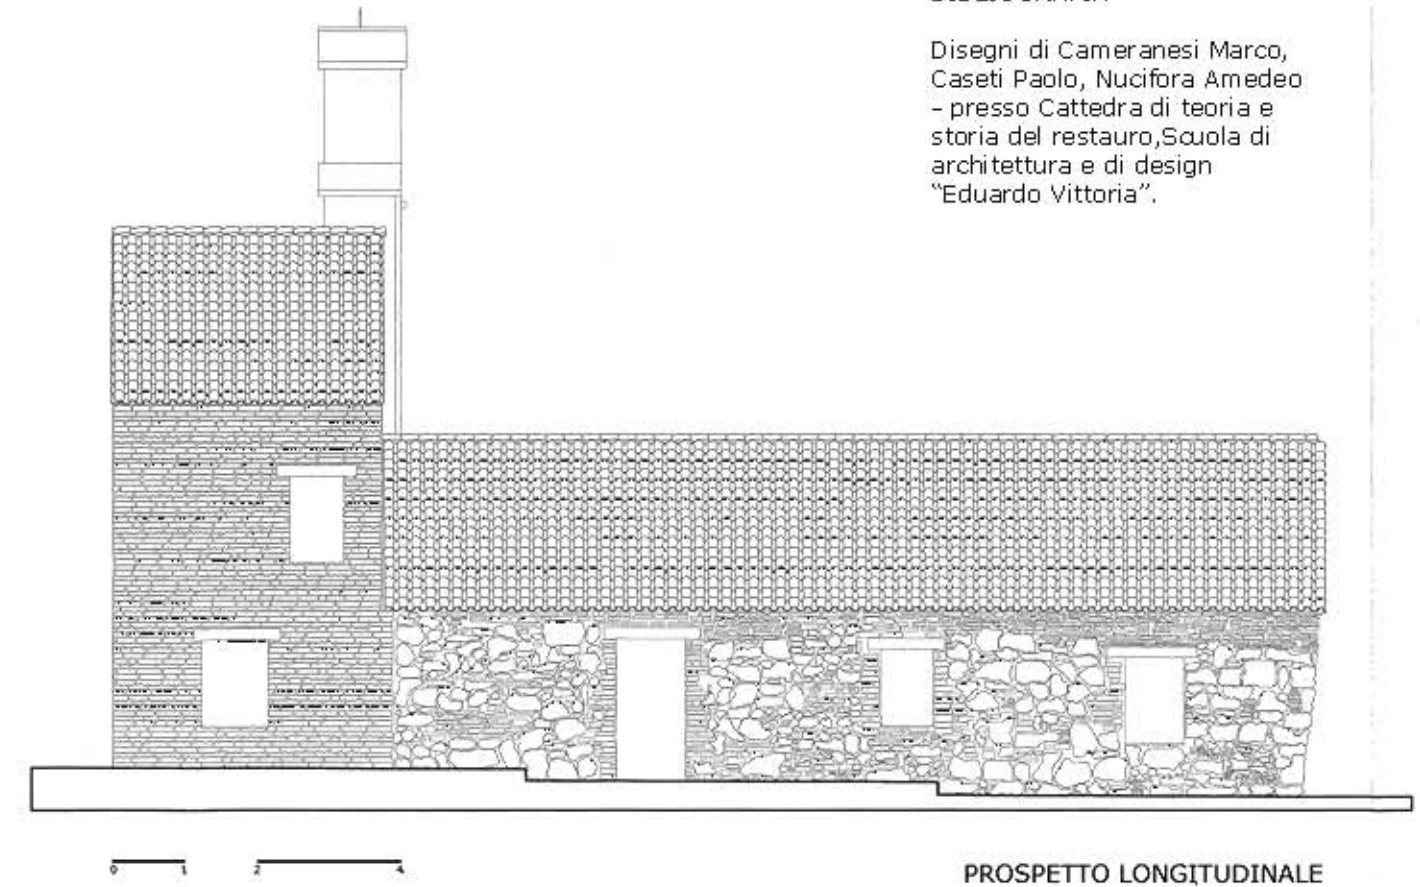 Disegni di Cameranesi Marco,
Caseti Paolo, Nucifora Amedeo
- presso Cattedra di teoria e
storia del restauro,Scuola di
architettura e di design
“Eduardo Vittoria”.
0 1 2 4
PROSPETTO LONGITUDINALE